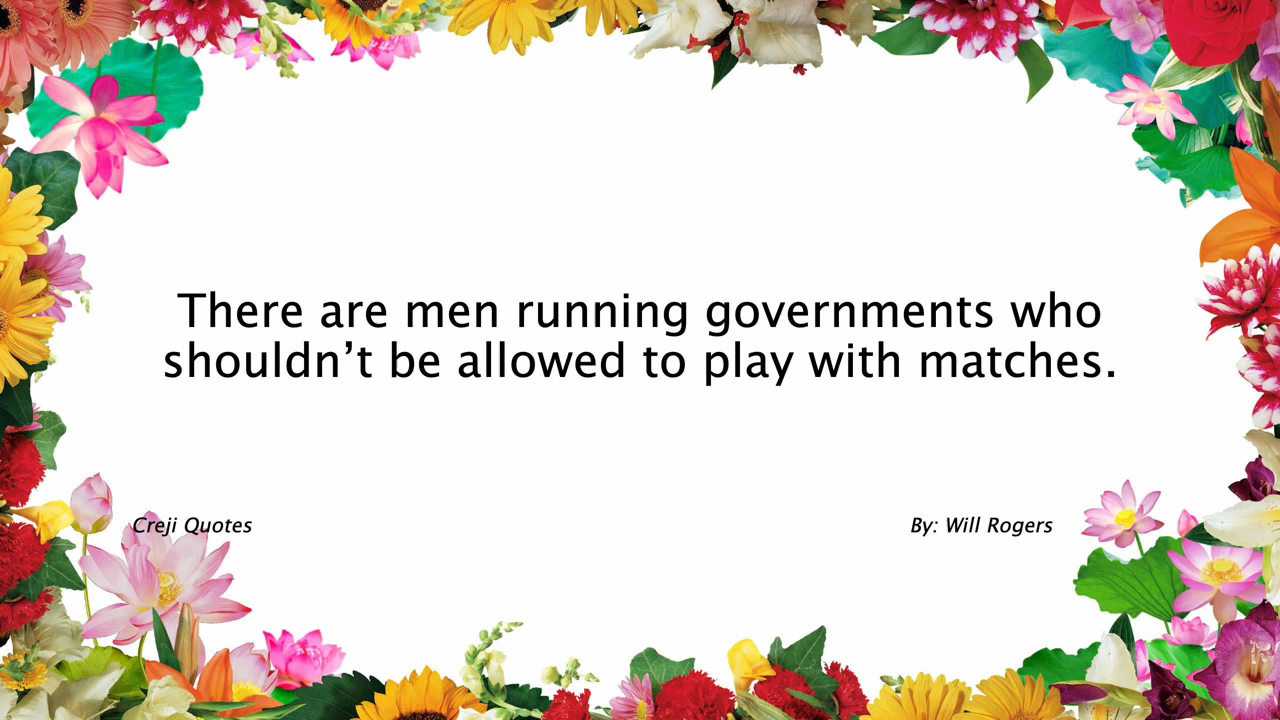 There are men running governments who
shouldn’t be allowed to play with matches.
Creji Quotes
By: Will Rogers